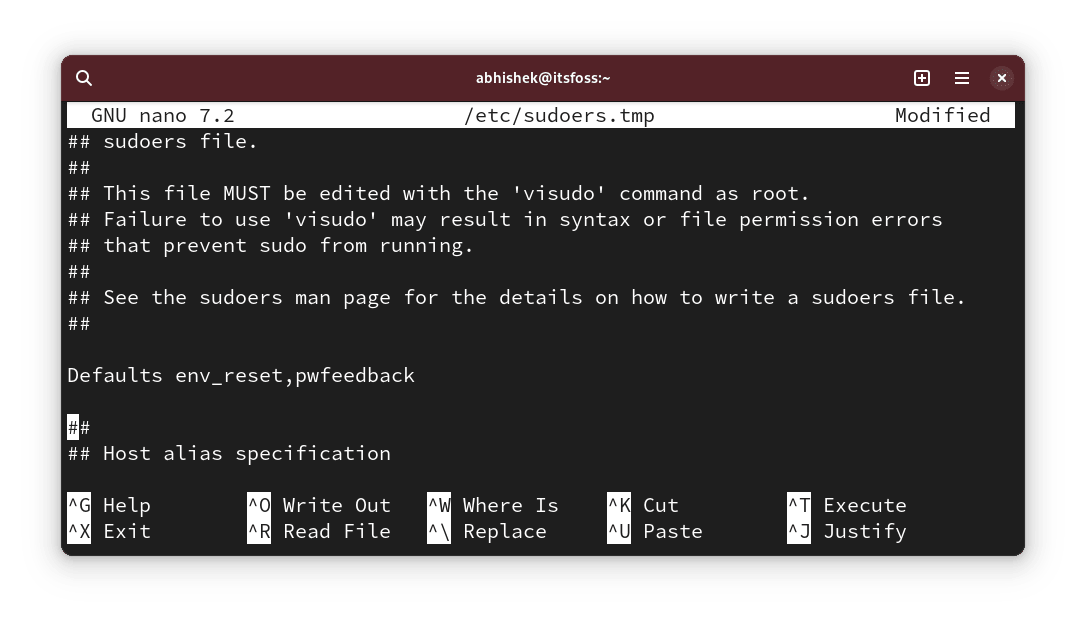 abhishek@itsfoss:~
GNU nano 7.2 /etc/sudoers.tmp Modified
## sudoers file.
##
## This file MUST be edited with the 'visudo' command as root.
## Failure to use 'visudo' may result in syntax or file permission errors
## that prevent sudo from running.
##
## See the sudoers man page for the details on how to write a sudoers file.
##
Defaults env_reset,pwfeedback
##
## Host alias specification
^G Help ^O Write Out ^W Where Is ^K Cut ^T Execute
^X Exit ^R Read File ^\ Replace ^U Paste ^J Justify